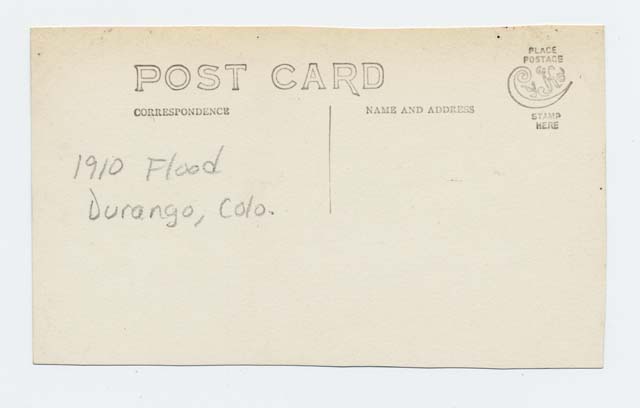 POST CARD
CORRESPONDENCE
NAME AND ADDRESS
PLACE
POSTAGE
STAMP
HERE
1910 Flood
Durango, Colo.